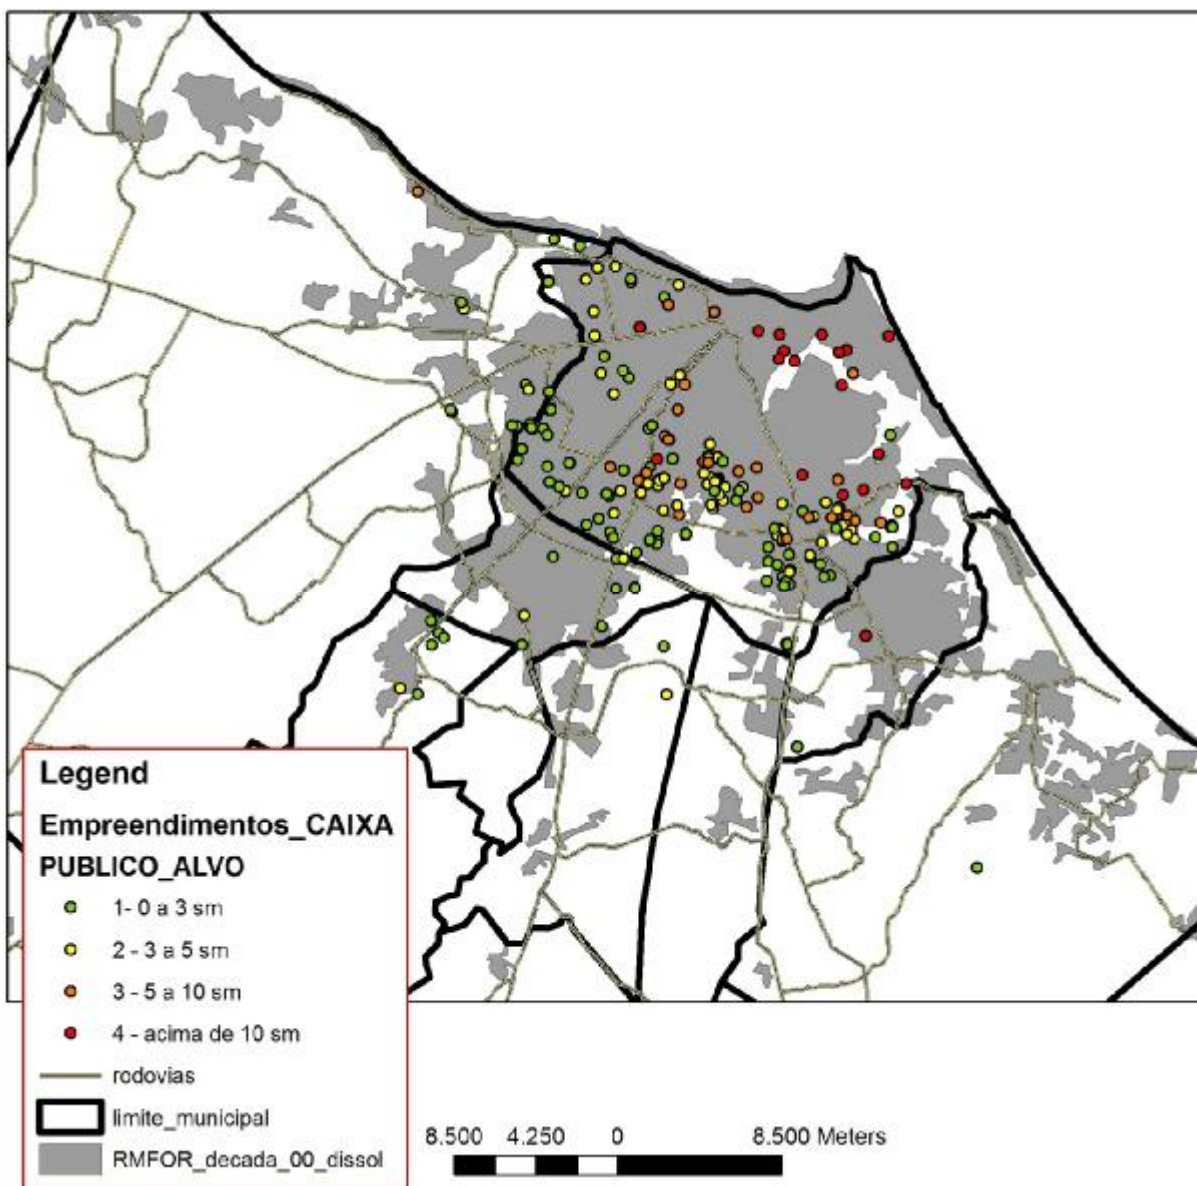 Legend
Empreendimentos_CAIXA
PUBLICO_ALVO
1- 0 a 3 sm
2 - 3 a 5 sm
3 - 5 a 10 sm
4 - acima de 10 sm
rodovias
limite_municipal
RMFOR_decada_00_dissol
8.500 4.250 0 8.500 Meters